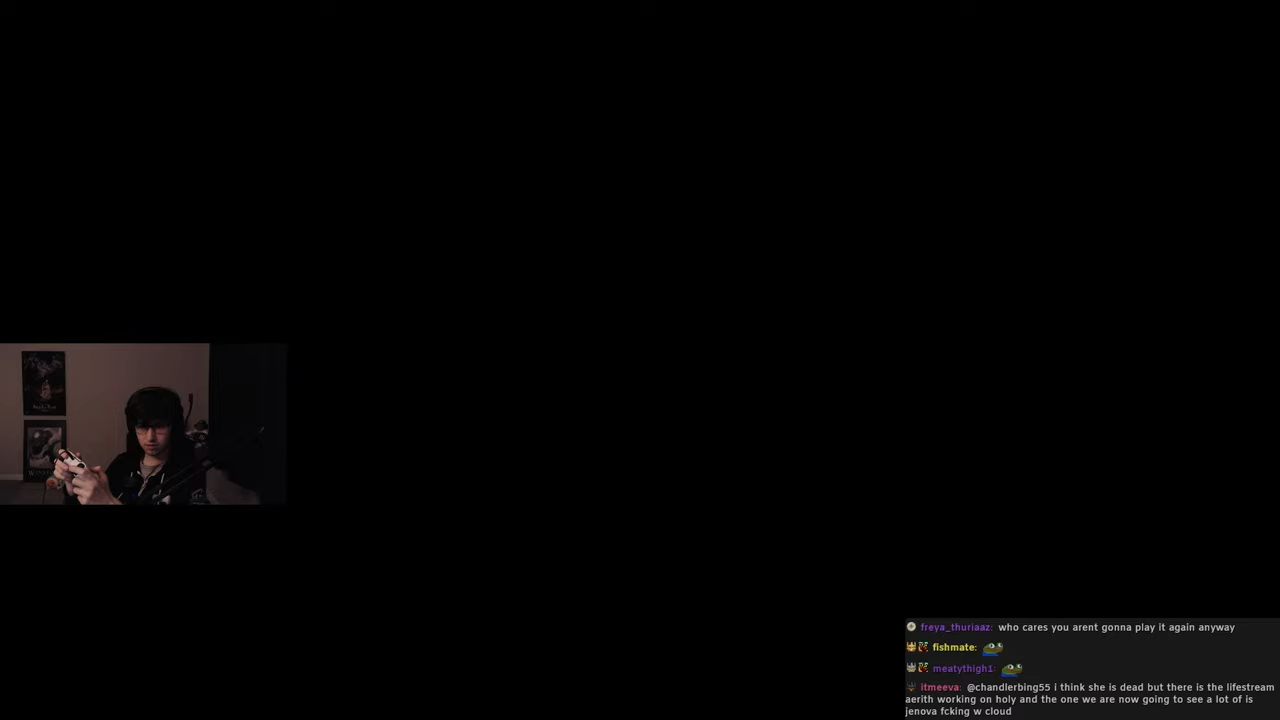 freya_thuriaaz: who cares you arent gonna play it again anyway
fishmate:
meatythigh1:
itmeeva: @chandlerbing55 i think she is dead but there is the lifestream
aerith working on holy and the one we are now going to see a lot of is
jenova fcking w cloud